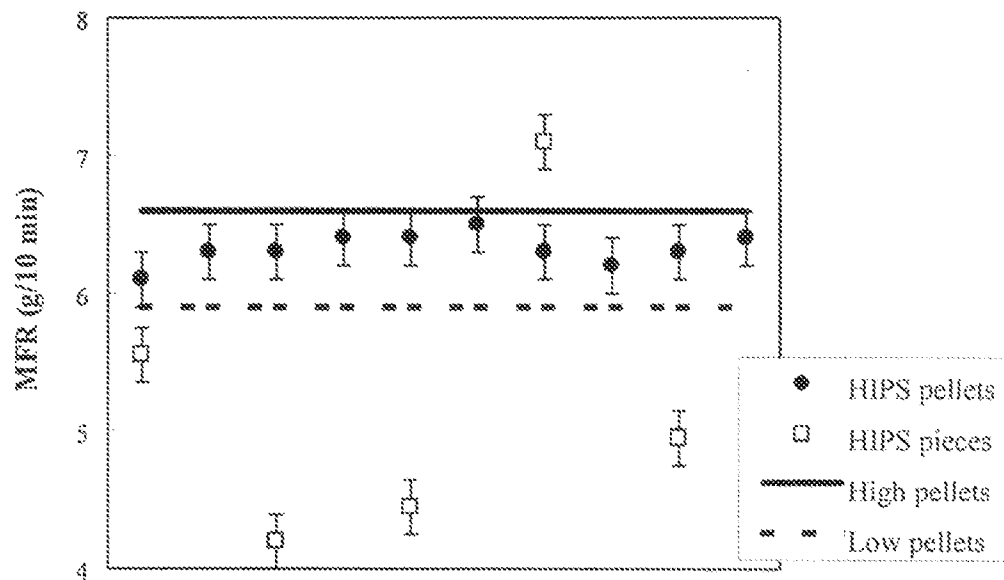 8
7
6
5
4
MFR (g/10 min)
HIPS pellets
HIPS pieces
High pellets
Low pellets